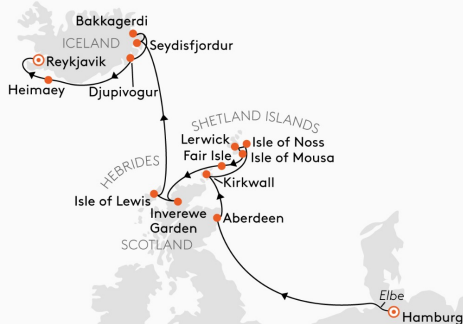 Bakkagerdi
ICELAND
Seydisfjordur
Reykjavik
Heimaey
Djupivogur
SHETLAND ISLANDS
Lerwick
Isle of Noss
Fair Isle
Isle of Mousa
HEBRIDES
Kirkwall
Isle of Lewis
Inverewe
Garden
Aberdeen
SCOTLAND
Elbe
Hamburg